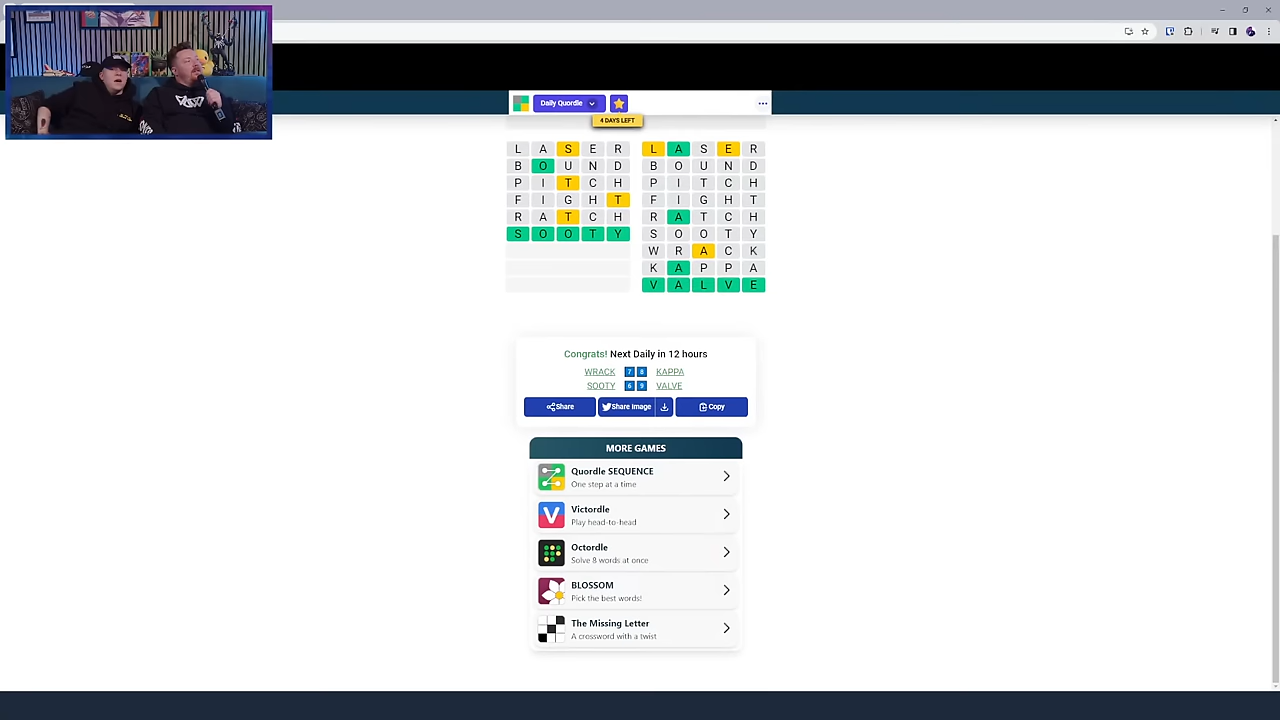 Daily Quordle
4 DAYS LEFT
L A S E R L A S E R
B O U N D B O U N D
P I T C H P I T C H
F I G H T F I G H T
R A T C H R A T C H
S O O T Y S O O T Y
W R A C K
K A P P A
V A L V E
Congrats! Next Daily in 12 hours
WRACK 7 8 KAPPA
SOOTY 6 9 VALVE
Share Share Image Copy
MORE GAMES
Quordle SEQUENCE
One step at a time
Victordle
Play head-to-head
Octordle
Solve 8 words at once
BLOSSOM
Pick the best words!
The Missing Letter
A crossword with a twist